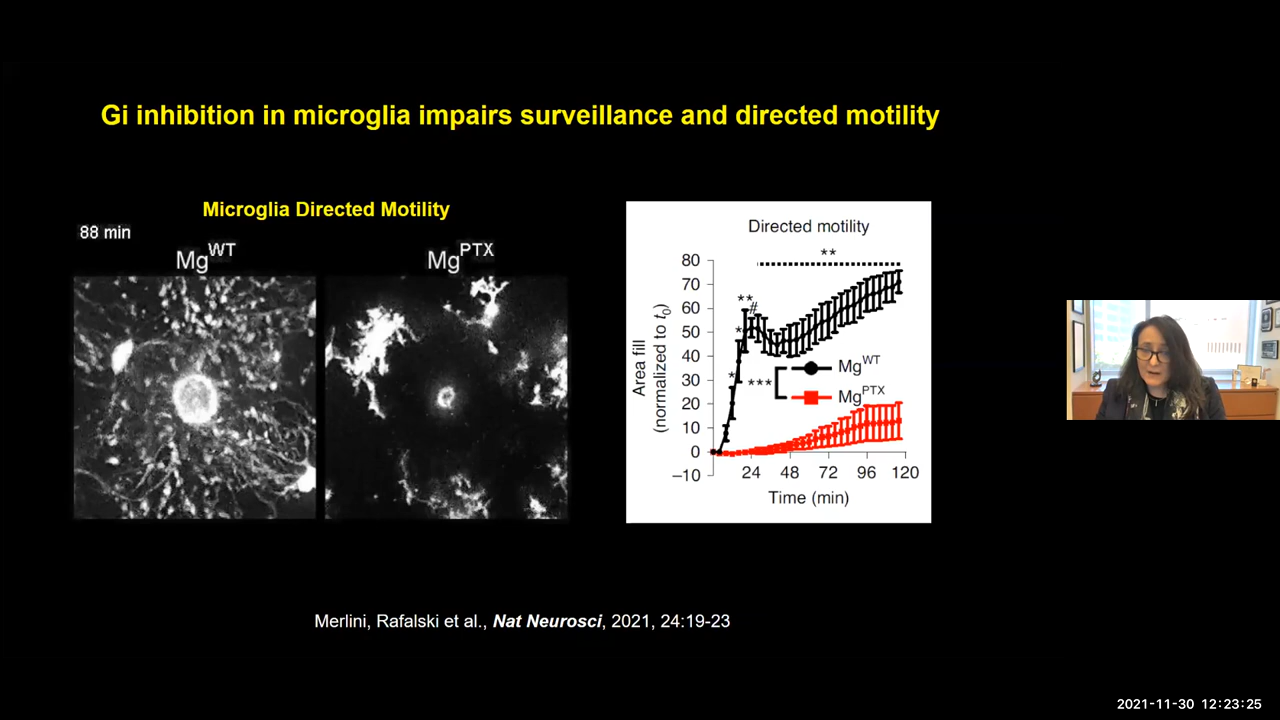 Gi inhibition in microglia impairs surveillance and directed motility
Microglia Directed Motility
88 min
Mg^WT
Mg^PTX
Directed motility
**
80
70
60
50
40
30
20
10
0
–10
Area fill
(normalized to t0)
**
#
*
*
***
Mg^WT
Mg^PTX
24 48 72 96 120
Time (min)
Merlini, Rafalski et al., Nat Neurosci, 2021, 24:19-23
2021-11-30 12:23:25